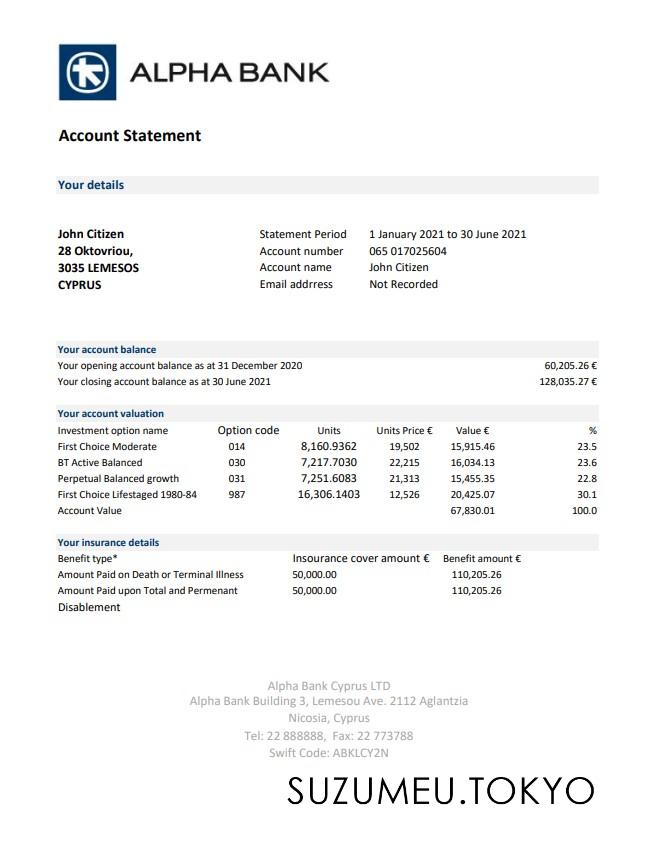 ALPHA BANK
Account Statement
Your details
John Citizen Statement Period 1 January 2021 to 30 June 2021
28 Oktovriou, Account number 065 017025604
3035 LEMESOS Account name John Citizen
CYPRUS Email addrress Not Recorded
Your account balance
Your opening account balance as at 31 December 2020 60,205.26 €
Your closing account balance as at 30 June 2021 128,035.27 €
Your account valuation
Investment option name Option code Units Units Price € Value € %
First Choice Moderate 014 8,160.9362 19,502 15,915.46 23.5
BT Active Balanced 030 7,217.7030 22,215 16,034.13 23.6
Perpetual Balanced growth 031 7,251.6083 21,313 15,455.35 22.8
First Choice Lifestaged 1980-84 987 16,306.1403 12,526 20,425.07 30.1
Account Value 67,830.01 100.0
Your insurance details
Benefit type* Insourance cover amount € Benefit amount €
Amount Paid on Death or Terminal Illness 50,000.00 110,205.26
Amount Paid upon Total and Permenant 50,000.00 110,205.26
Disablement
Alpha Bank Cyprus LTD
Alpha Bank Building 3, Lemesou Ave. 2112 Aglantzia
Nicosia, Cyprus
Tel: 22 888888, Fax: 22 773788
Swift Code: ABKLCY2N
SUZUMEU.TOKYO